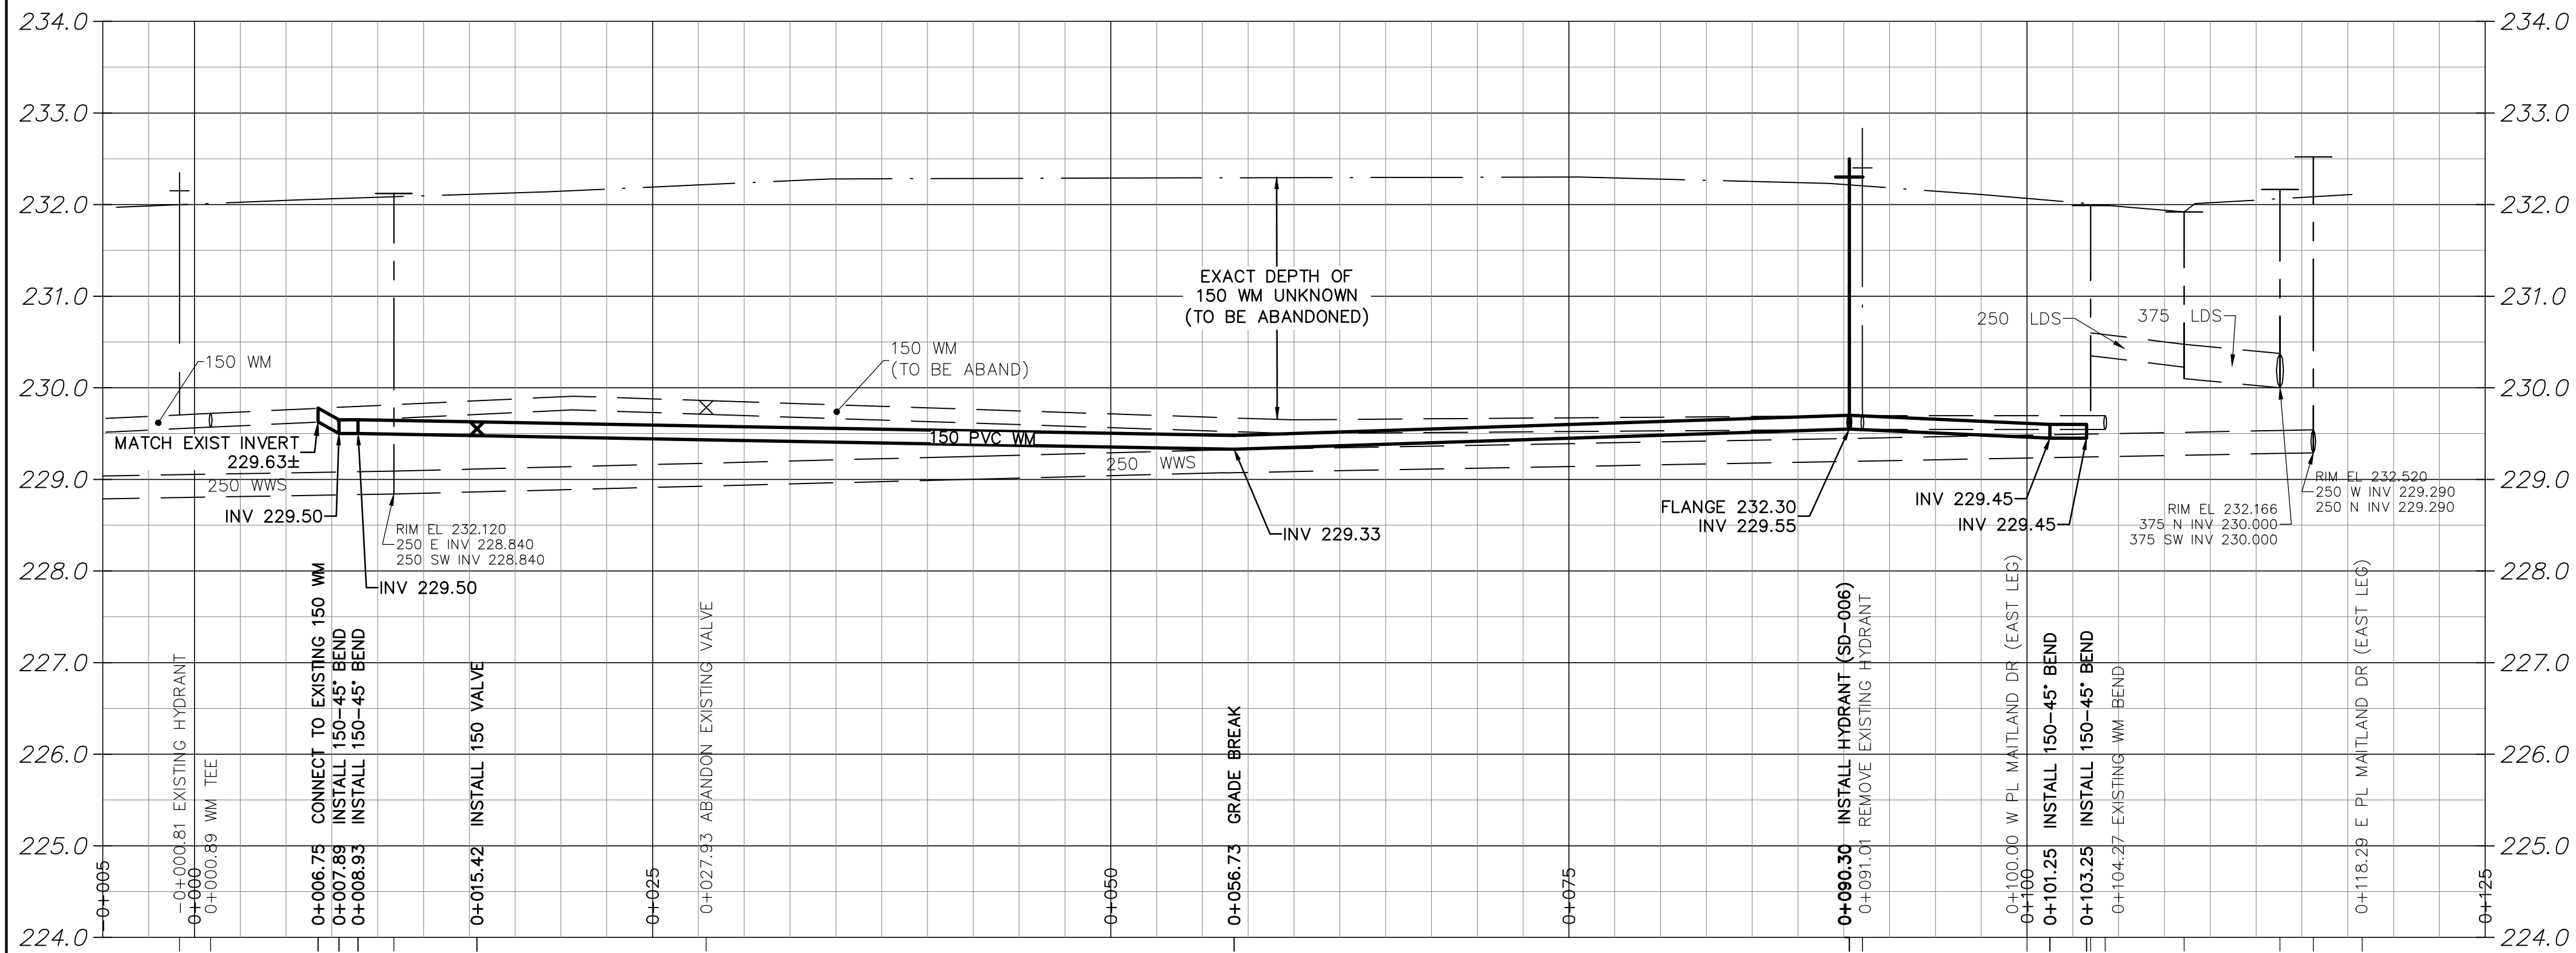 234.0
233.0
232.0
231.0
230.0
229.0
228.0
227.0
226.0
225.0
224.0
234.0
233.0
232.0
231.0
230.0
229.0
228.0
227.0
226.0
225.0
224.0
150 WM
MATCH EXIST INVERT
229.63±
250 WWS
INV 229.50
RIM EL 232.120
250 E INV 228.840
250 SW INV 228.840
INV 229.50
150 WM
(TO BE ABAND)
150 PVC WM
EXACT DEPTH OF
150 WM UNKNOWN
(TO BE ABANDONED)
250 WWS
INV 229.33
FLANGE 232.30
INV 229.55
250 LDS
375 LDS
INV 229.45
INV 229.45
RIM EL 232.166
375 N INV 230.000
375 SW INV 230.000
RIM EL 232.520
250 W INV 229.290
250 N INV 229.290
-0+005
-0+000.81 EXISTING HYDRANT
0+000
0+000.89 WM TEE
0+006.75 CONNECT TO EXISTING 150 WM
0+007.89 INSTALL 150-45° BEND
0+008.93 INSTALL 150-45° BEND
0+015.42 INSTALL 150 VALVE
0+025
0+027.93 ABANDON EXISTING VALVE
0+050
0+056.73 GRADE BREAK
0+075
0+090.30 INSTALL HYDRANT (SD-006)
0+091.01 REMOVE EXISTING HYDRANT
0+100.00 W PL MAITLAND DR (EAST LEG)
0+100
0+101.25 INSTALL 150-45° BEND
0+103.25 INSTALL 150-45° BEND
0+104.27 EXISTING WM BEND
0+118.29 E PL MAITLAND DR (EAST LEG)
0+125